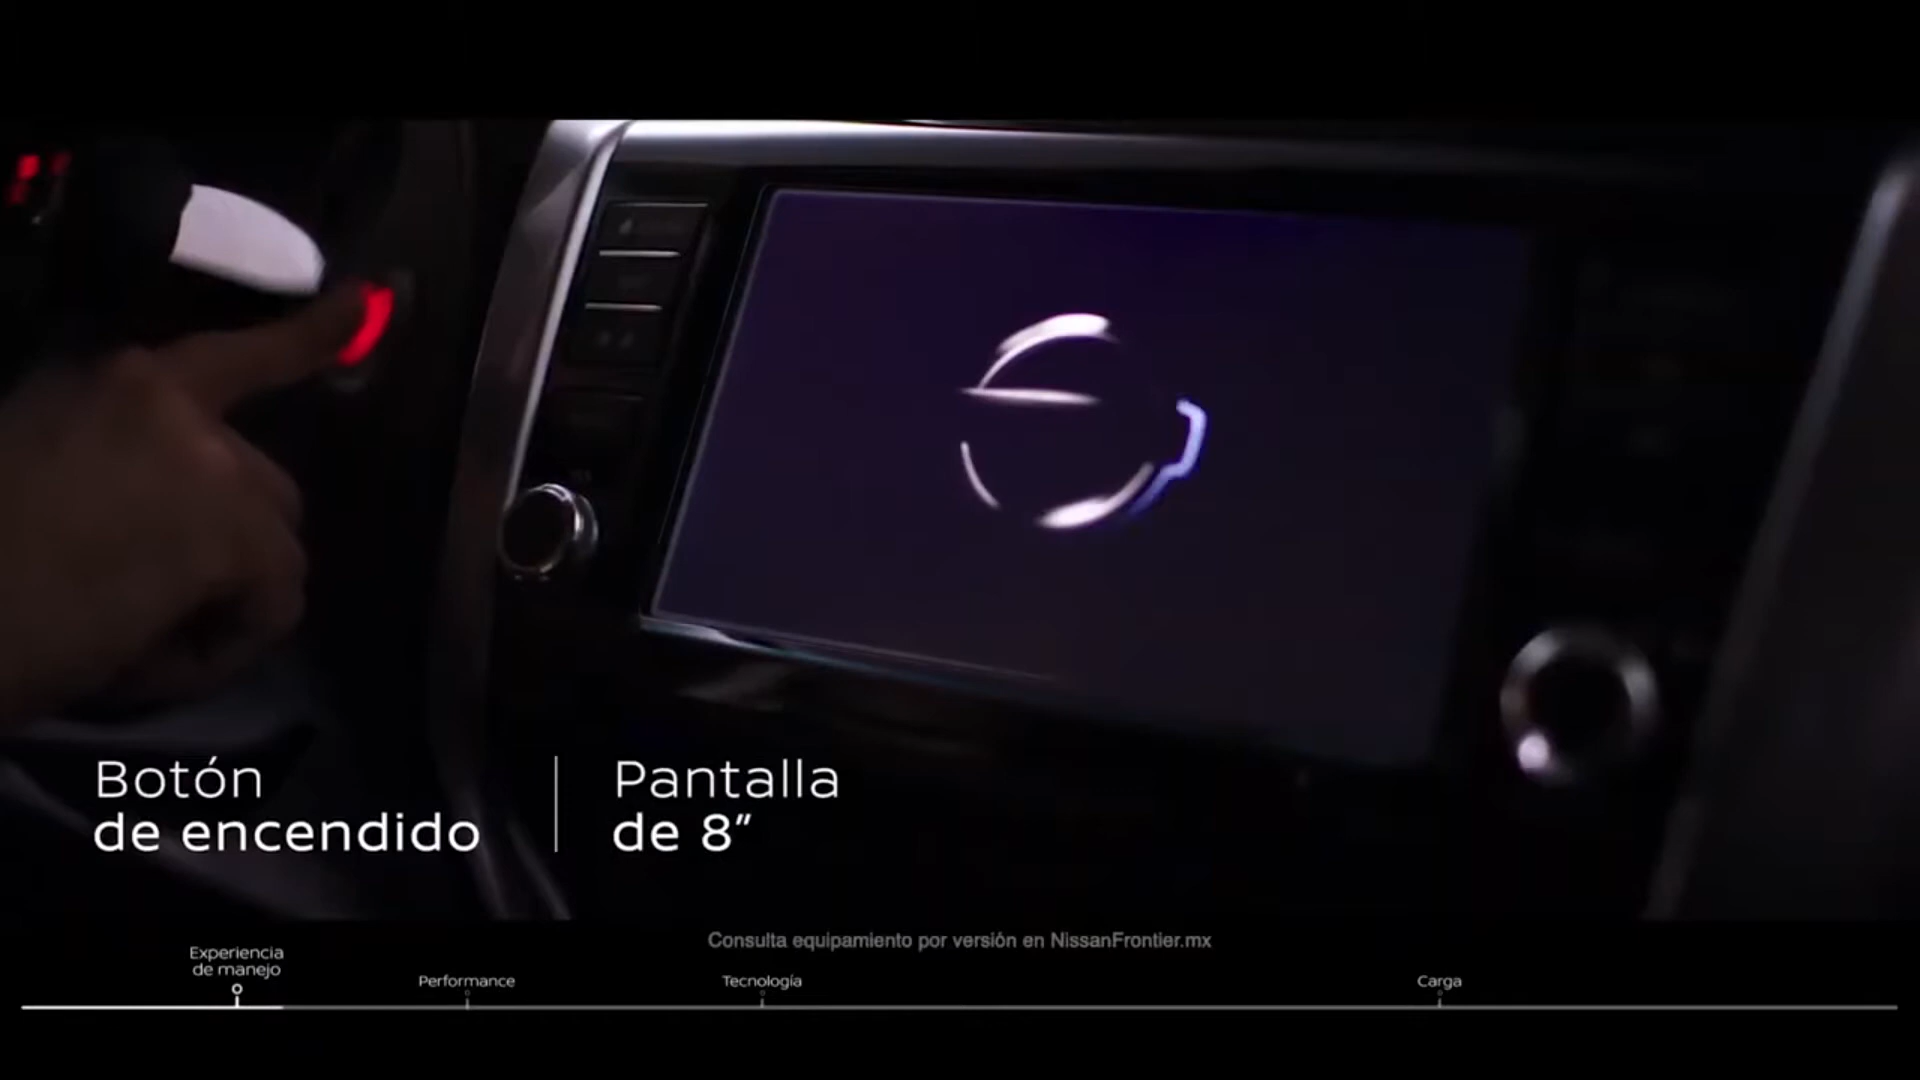 Botón
de encendido
Pantalla
de 8”
Consulta equipamiento por versión en NissanFrontier.mx
Experiencia
de manejo
Performance
Tecnología
Carga